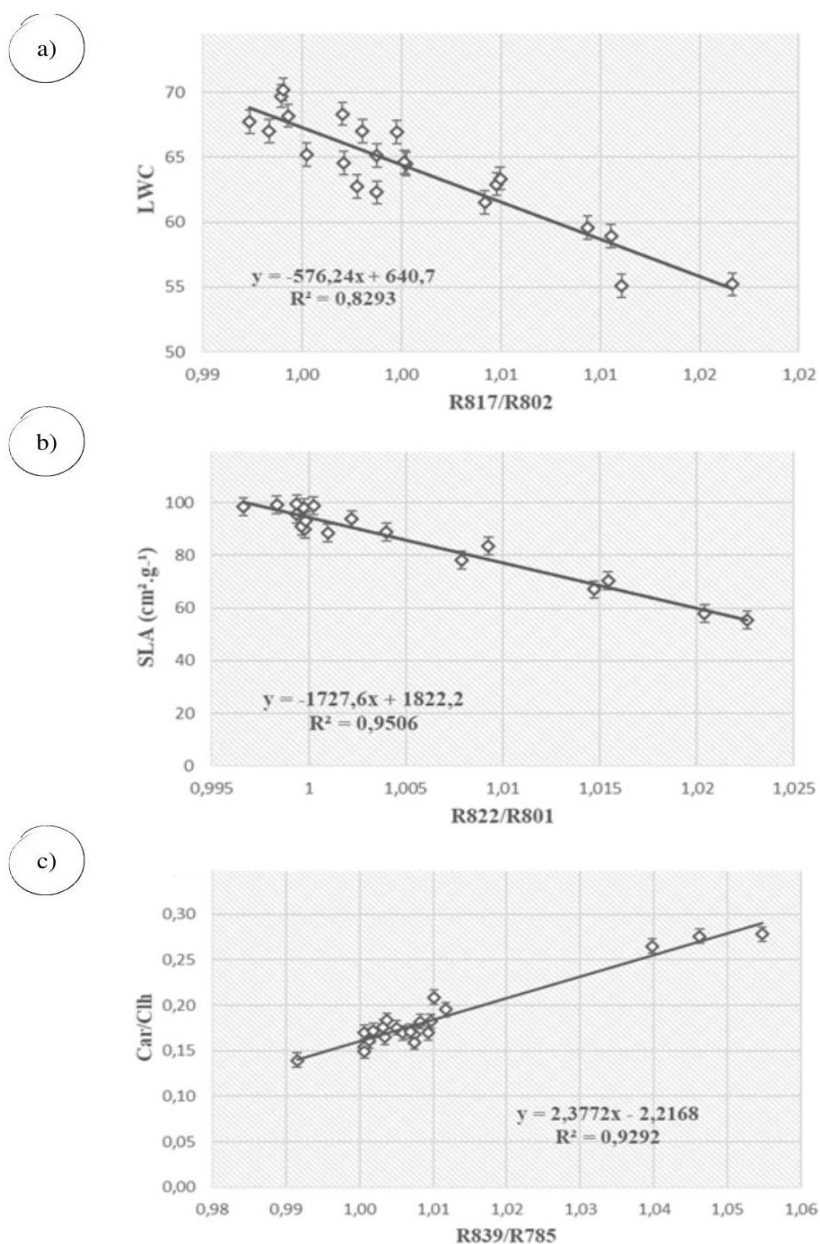 a)
70
65
60
55
50
LWC
y = -576,24x + 640,7
R² = 0,8293
0,99 1,00 1,00 1,01 1,01 1,02 1,02
R817/R802
b)
100
80
60
40
20
0
SLA (cm².g⁻¹)
y = -1727,6x + 1822,2
R² = 0,9506
0,995 1 1,005 1,01 1,015 1,02 1,025
R822/R801
c)
0,30
0,25
0,20
0,15
0,10
0,05
0,00
Car/Clh
y = 2,3772x - 2,2168
R² = 0,9292
0,98 0,99 1,00 1,01 1,02 1,03 1,04 1,05 1,06
R839/R785